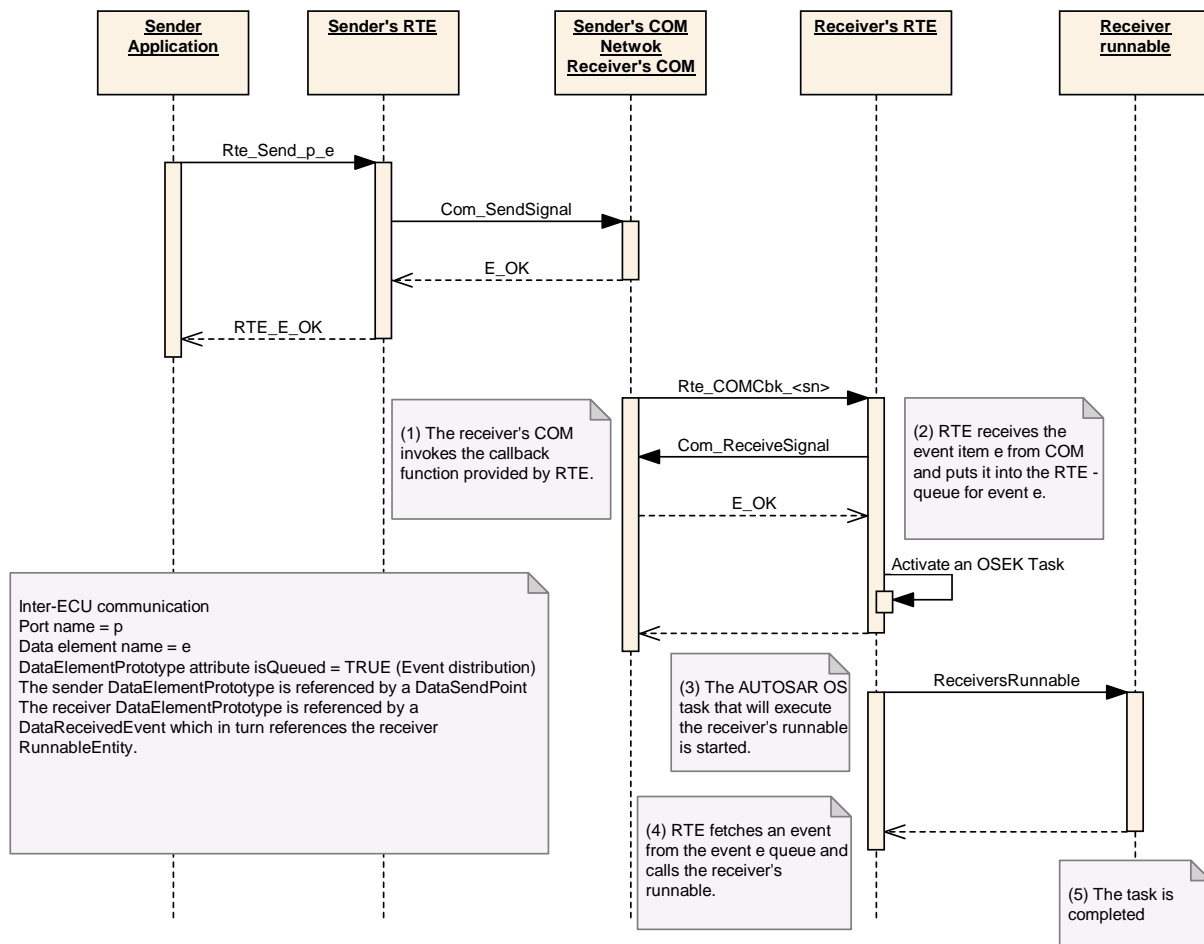 Sender
Application
Sender's RTE
Sender's COM
Netwok
Receiver's COM
Receiver's RTE
Receiver
runnable
Rte_Send_p_e
Com_SendSignal
E_OK
RTE_E_OK
Rte_COMCbk_<sn>
(1) The receiver's COM
invokes the callback
function provided by RTE.
Com_ReceiveSignal
(2) RTE receives the
event item e from COM
and puts it into the RTE -
queue for event e.
E_OK
Activate an OSEK Task
Inter-ECU communication
Port name = p
Data element name = e
DataElementPrototype attribute isQueued = TRUE (Event distribution)
The sender DataElementPrototype is referenced by a DataSendPoint
The receiver DataElementPrototype is referenced by a
DataReceivedEvent which in turn references the receiver
RunnableEntity.
(3) The AUTOSAR OS
task that will execute
the receiver's runnable
is started.
ReceiversRunnable
(4) RTE fetches an event
from the event e queue and
calls the receiver's
runnable.
(5) The task is
completed